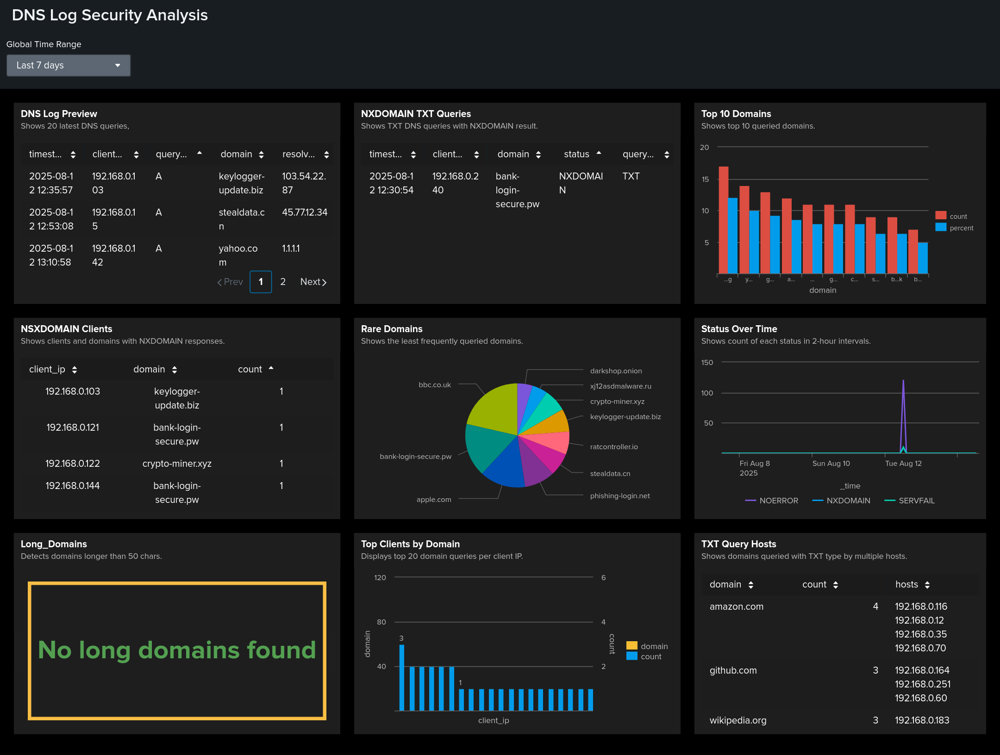 DNS Log Security Analysis
Global Time Range
Last 7 days
DNS Log Preview
Shows 20 latest DNS queries,
timest... client... query... domain resolv...
2025-08-1 192.168.0.1 A keylogger- 103.54.22.
2 12:35:57 03 update.biz 87
2025-08-1 192.168.0.1 A stealdata.c 45.77.12.34
2 12:53:08 5 n
2025-08-1 192.168.0.1 A yahoo.co 1.1.1.1
2 13:10:58 42 m
Prev 1 2 Next
NXDOMAIN TXT Queries
Shows TXT DNS queries with NXDOMAIN result.
timest... client... domain status query...
2025-08-1 192.168.0.2 bank- NXDOMAI TXT
2 12:30:54 40 login- N
secure.pw
Top 10 Domains
Shows top 10 queried domains.
20
15
10
5
count
percent
...g y... g... a... ... g... c... s... b...k b...
domain
NSXDOMAIN Clients
Shows clients and domains with NXDOMAIN responses.
client_ip domain count
192.168.0.103 keylogger- 1
update.biz
192.168.0.121 bank-login- 1
secure.pw
192.168.0.122 crypto-miner.xyz 1
192.168.0.144 bank-login- 1
secure.pw
Rare Domains
Shows the least frequently queried domains.
darkshop.onion
xj12asdmalware.ru
crypto-miner.xyz
keylogger-update.biz
ratcontroller.io
stealdata.cn
phishing-login.net
apple.com
bank-login-secure.pw
bbc.co.uk
Status Over Time
Shows count of each status in 2-hour intervals.
150
100
50
Fri Aug 8 Sun Aug 10 Tue Aug 12
2025
_time
NOERROR NXDOMAIN SERVFAIL
Long_Domains
Detects domains longer than 50 chars.
No long domains found
Top Clients by Domain
Displays top 20 domain queries per client IP.
120 6
80 4
40 2
3
1
domain
count
domain
count
client_ip
TXT Query Hosts
Shows domains queried with TXT type by multiple hosts.
domain count hosts
amazon.com 4 192.168.0.116
192.168.0.12
192.168.0.35
192.168.0.70
github.com 3 192.168.0.164
192.168.0.251
192.168.0.60
wikipedia.org 3 192.168.0.183